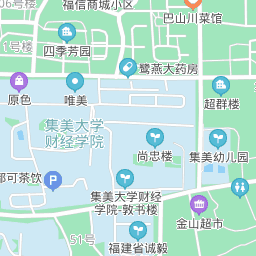 福信商城小区
巴山川菜馆
10号楼
四季芳园
鹭燕大药房
原色
唯美
超群楼
集美大学
财经学院
尚忠楼
集美幼儿园
都可茶饮
P
集美大学财经
学院-敦书楼
金山超市
51号
福建省诚毅